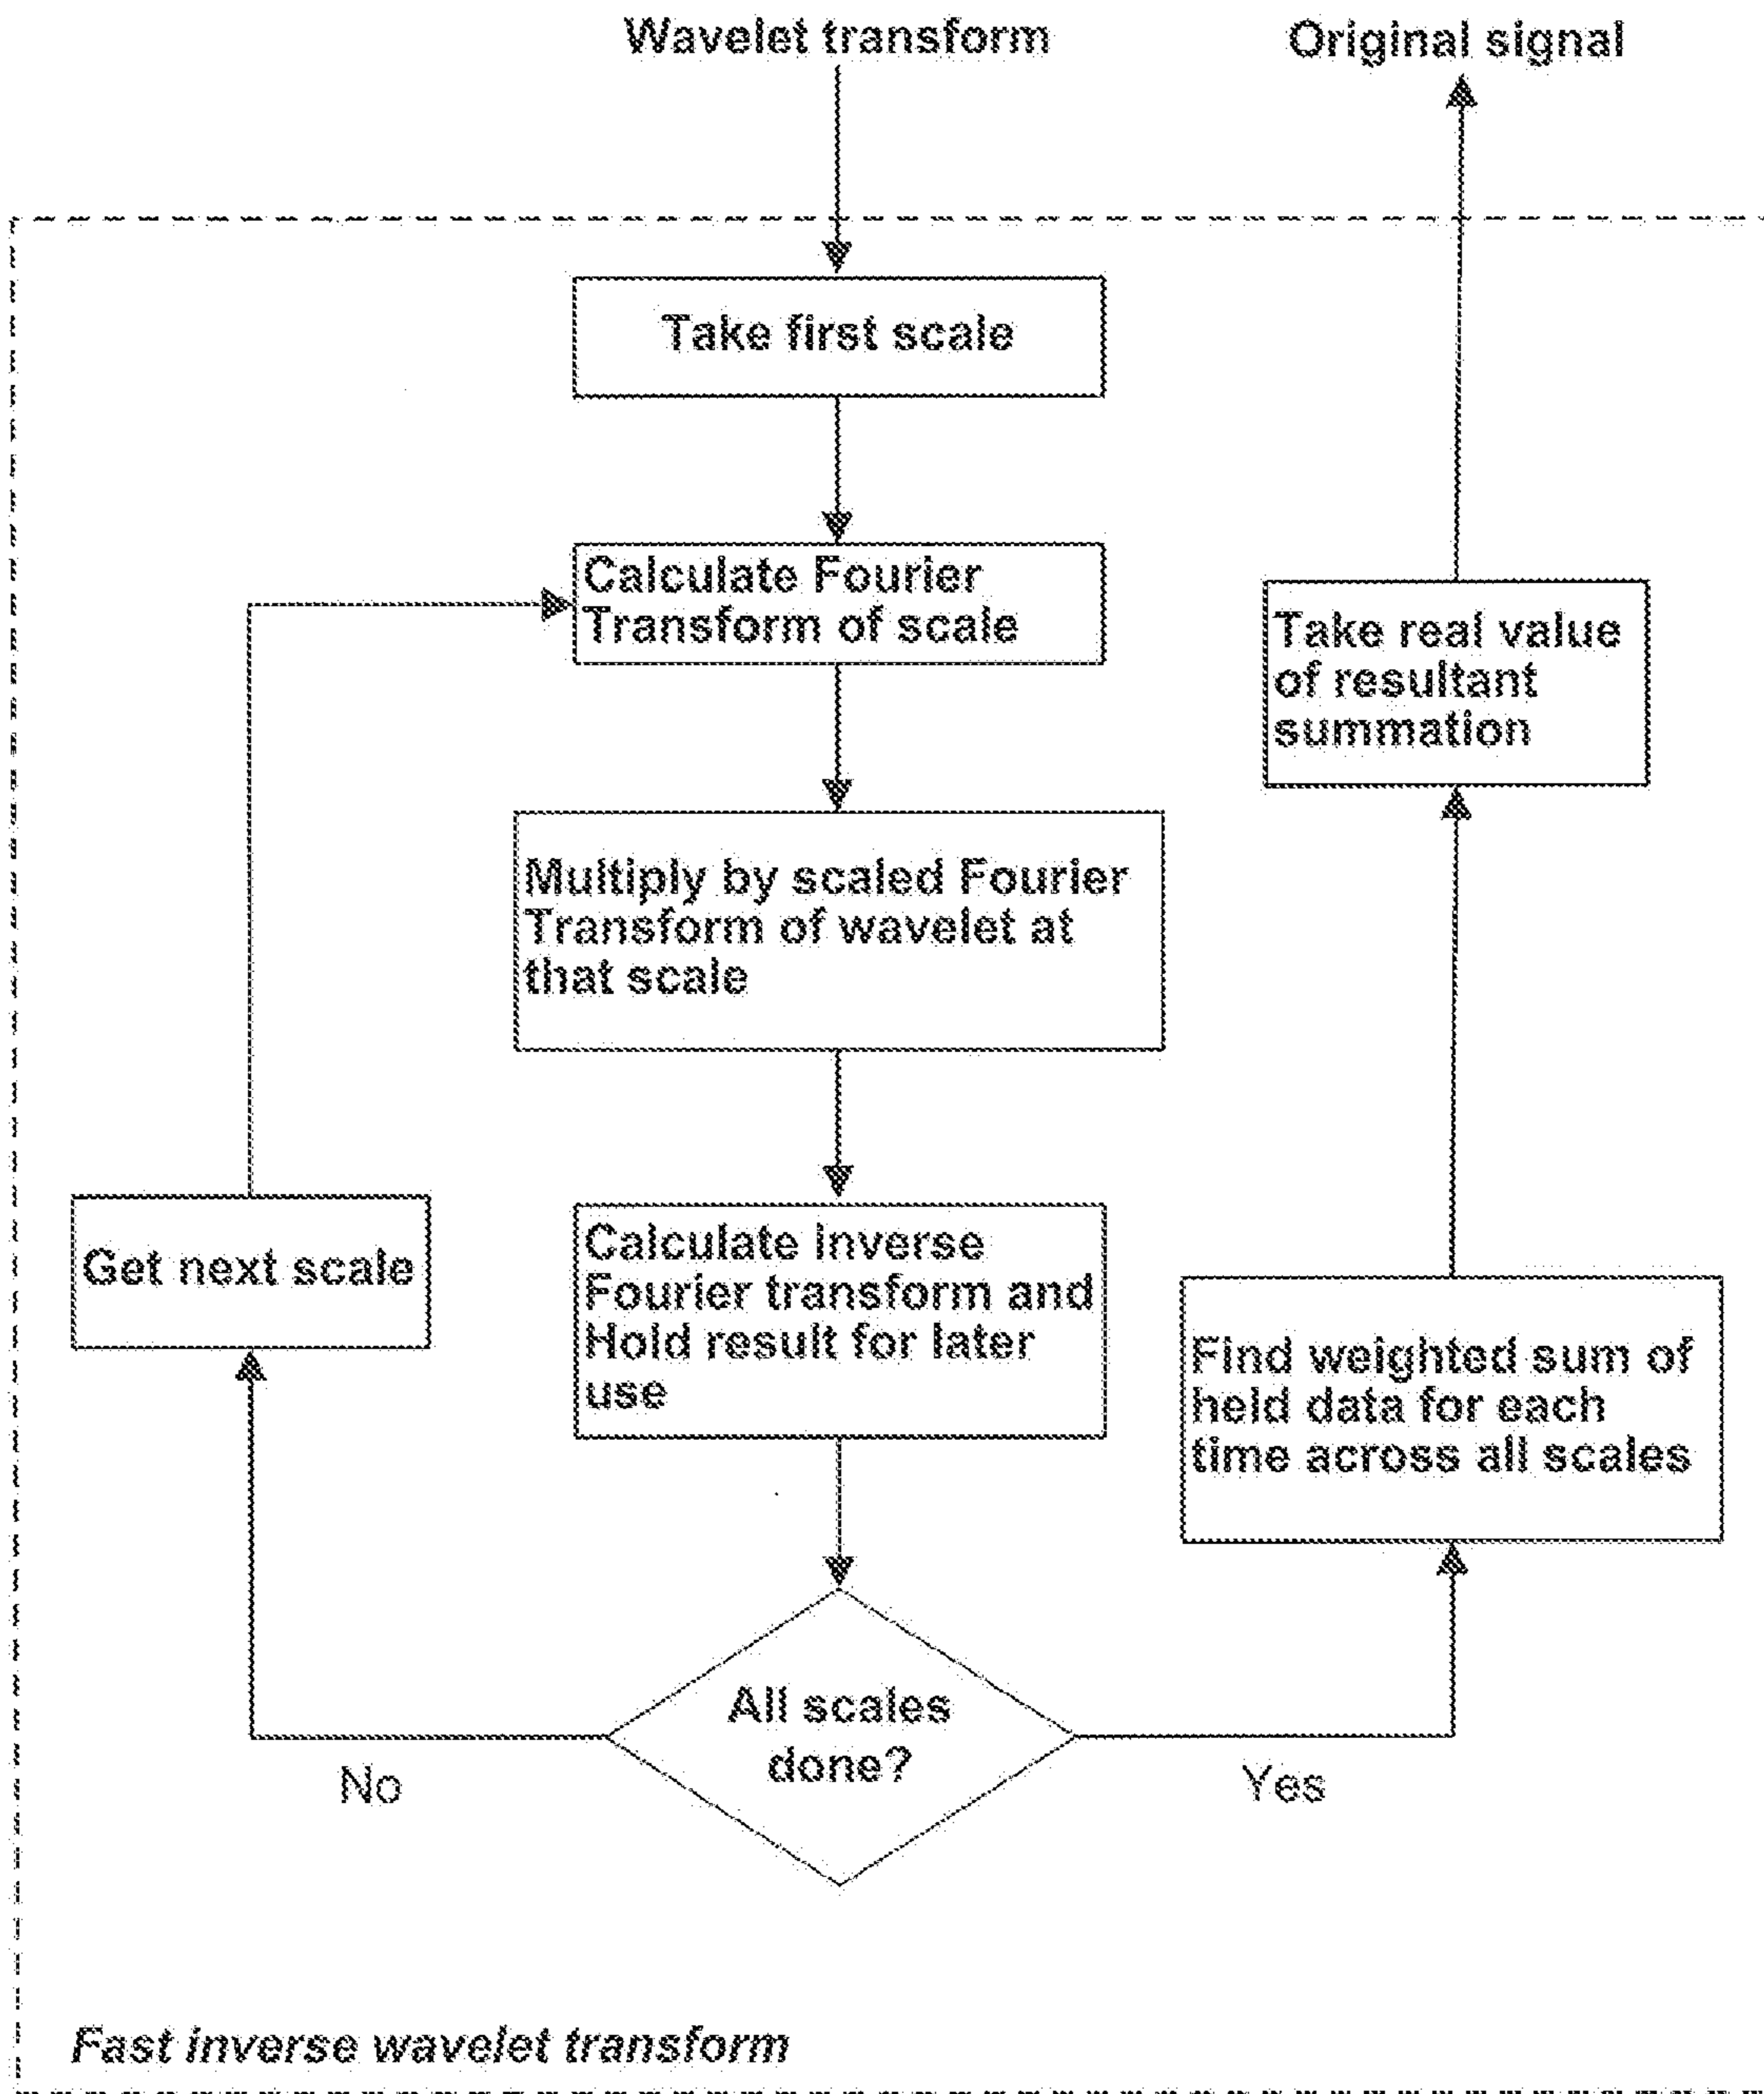 Wavelet transform
Original signal
Take first scale
Calculate Fourier
Transform of scale
Take real value
of resultant
summation
Multiply by scaled Fourier
Transform of wavelet at
that scale
Get next scale
Calculate inverse
Fourier transform and
Hold result for later
use
Find weighted sum of
held data for each
time across all scales
All scales
done?
No
Yes
Fast inverse wavelet transform